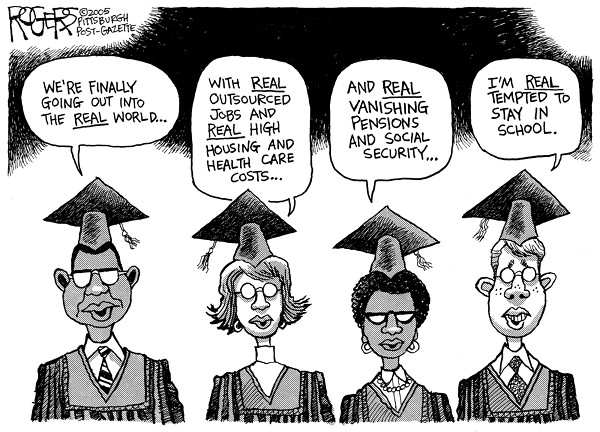 ROGERS
©2005
PITTSBURGH
POST-GAZETTE
WE'RE FINALLY
GOING OUT INTO
THE REAL WORLD...
WITH REAL
OUTSOURCED
JOBS AND
REAL HIGH
HOUSING AND
HEALTH CARE
COSTS...
AND REAL
VANISHING
PENSIONS
AND SOCIAL
SECURITY...
I'M REAL
TEMPTED TO
STAY IN
SCHOOL.